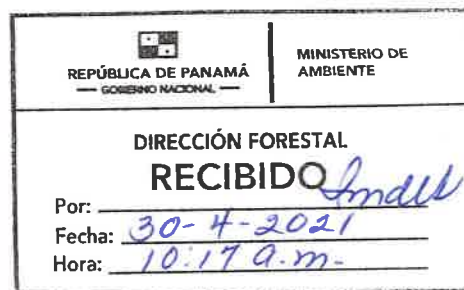 REPÚBLICA DE PANAMÁ
— GOBIERNO NACIONAL —
MINISTERIO DE
AMBIENTE
DIRECCIÓN FORESTAL
RECIBIDO
Por:
Fecha: 30-4-2021
Hora: 10:17 a.m.